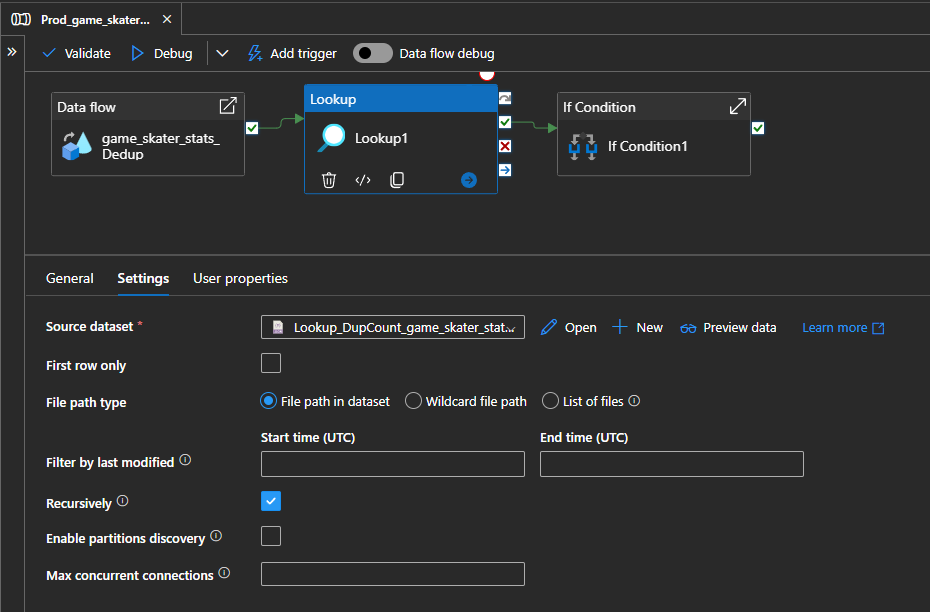 Prod_game_skater...
Validate Debug Add trigger Data flow debug
Data flow
game_skater_stats_
Dedup
Lookup
Lookup1
If Condition
If Condition1
General Settings User properties
Source dataset * Lookup_DupCount_game_skater_stat... Open New Preview data Learn more
First row only
File path type File path in dataset Wildcard file path List of files
Start time (UTC) End time (UTC)
Filter by last modified
Recursively
Enable partitions discovery
Max concurrent connections